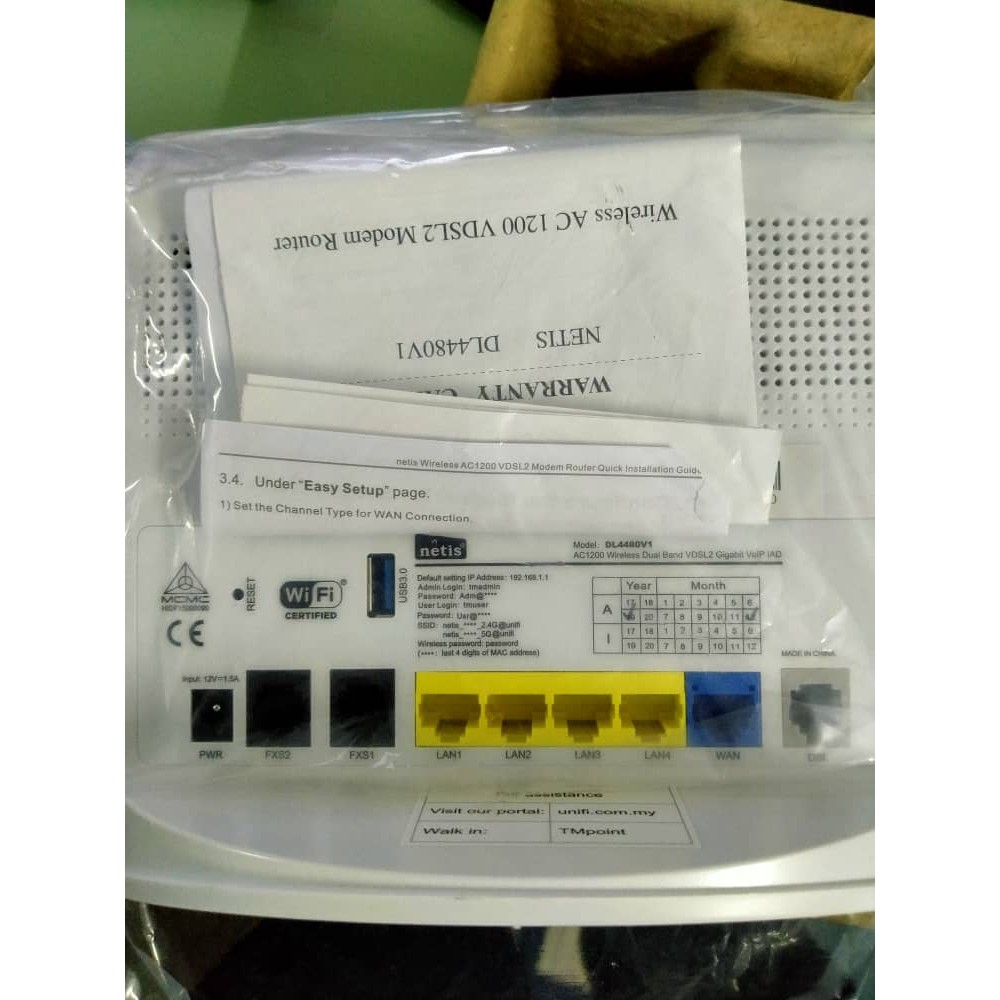 Wireless AC 1200 VDSL2 Modem Router
NETIS DL4480V1
WARRANTY
netis Wireless AC1200 VDSL2 Modem Router Quick Installation Guide
3.4. Under "Easy Setup" page.
1) Set the Channel Type for WAN Connection.
netis
Model: DL4480V1
AC1200 Wireless Dual Band VDSL2 Gigabit VoIP IAD
MCMC
RESET
WiFi
CERTIFIED
USB3.0
CE
Default setting IP Address: 192.168.1.1
Admin Login: tmadmin
Password: Adm@****
User Login: tmuser
Password: Usr@****
SSID: netis_****_2.4G@unifi
netis_****_5G@unifi
Wireless password: password
(****: last 4 digits of MAC address)
Year Month
A 17 18 1 2 3 4 5 6
19 20 7 8 9 10 11 12
I 17 18 1 2 3 4 5 6
19 20 7 8 9 10 11 12
MADE IN CHINA
Input: 12V⎓1.5A
PWR FXS2 FXS1 LAN1 LAN2 LAN3 LAN4 WAN DSL
For assistance
Visit our portal: unifi.com.my
Walk in: TMpoint